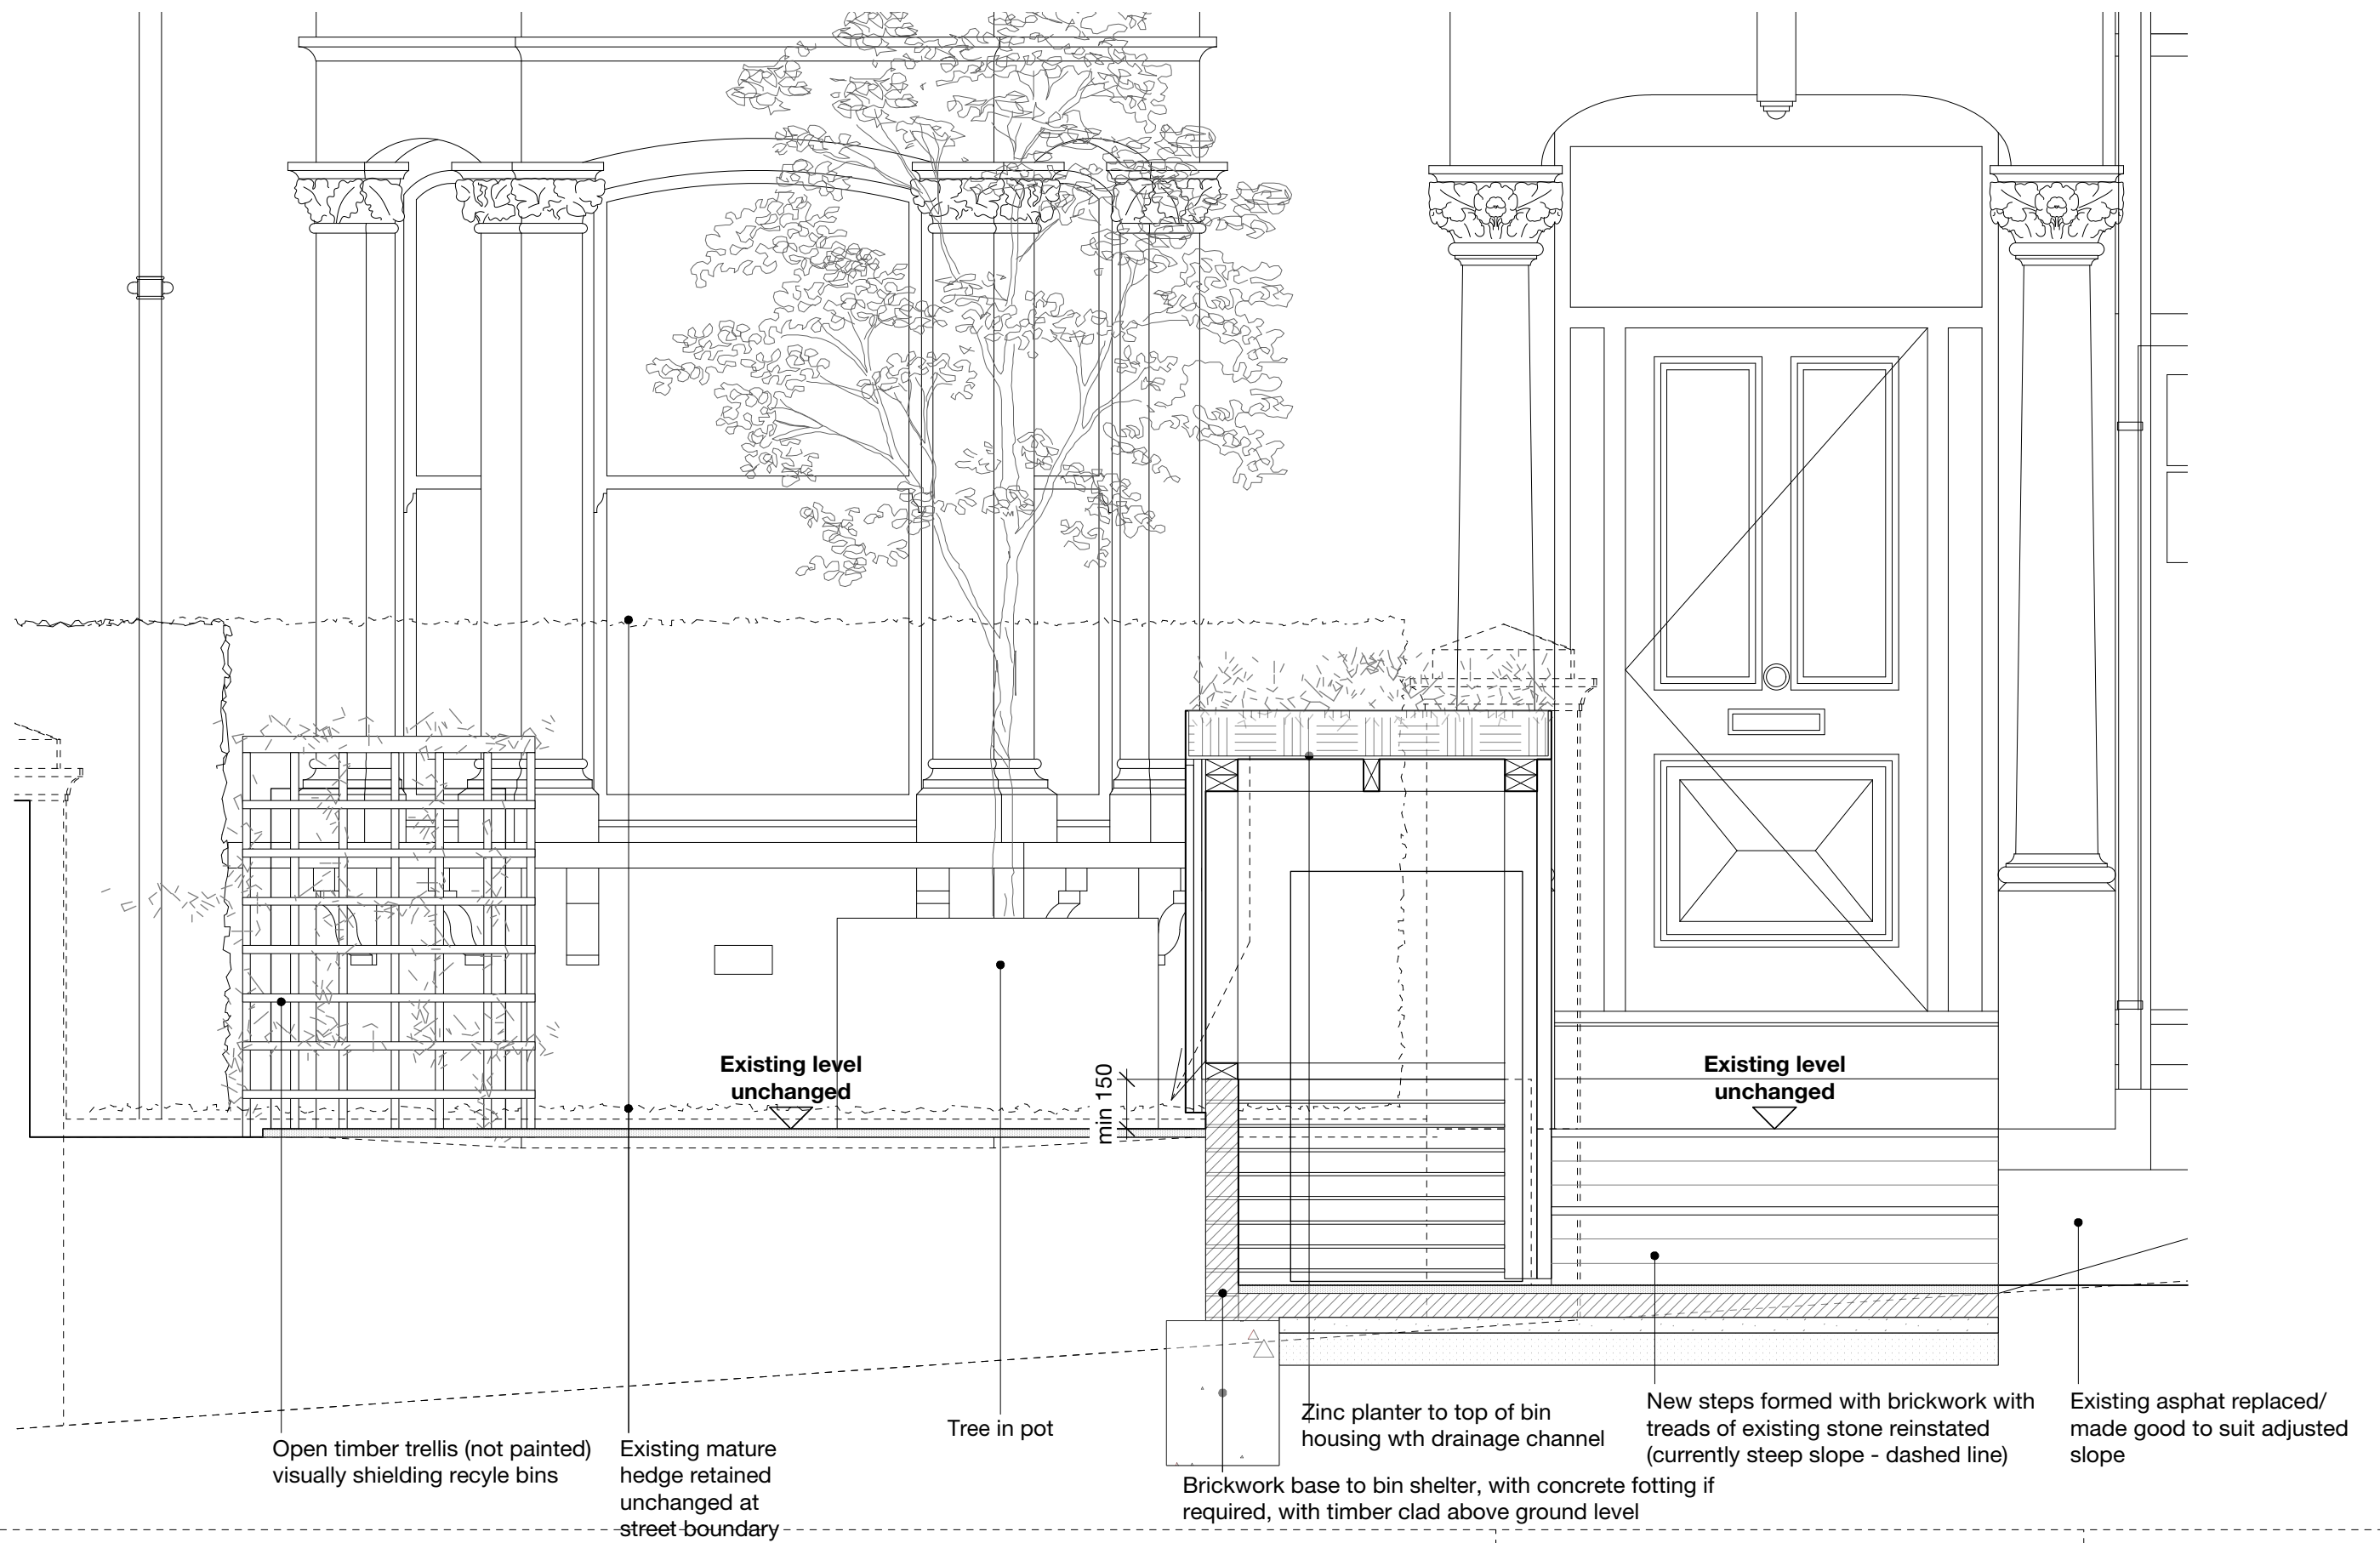 Existing level
unchanged
Existing level
unchanged
min 150
Open timber trellis (not painted)
visually shielding recyle bins
Existing mature
hedge retained
unchanged at
street boundary
Tree in pot
Zinc planter to top of bin
housing wth drainage channel
Brickwork base to bin shelter, with concrete fotting if
required, with timber clad above ground level
New steps formed with brickwork with
treads of existing stone reinstated
(currently steep slope - dashed line)
Existing asphat replaced/
made good to suit adjusted
slope